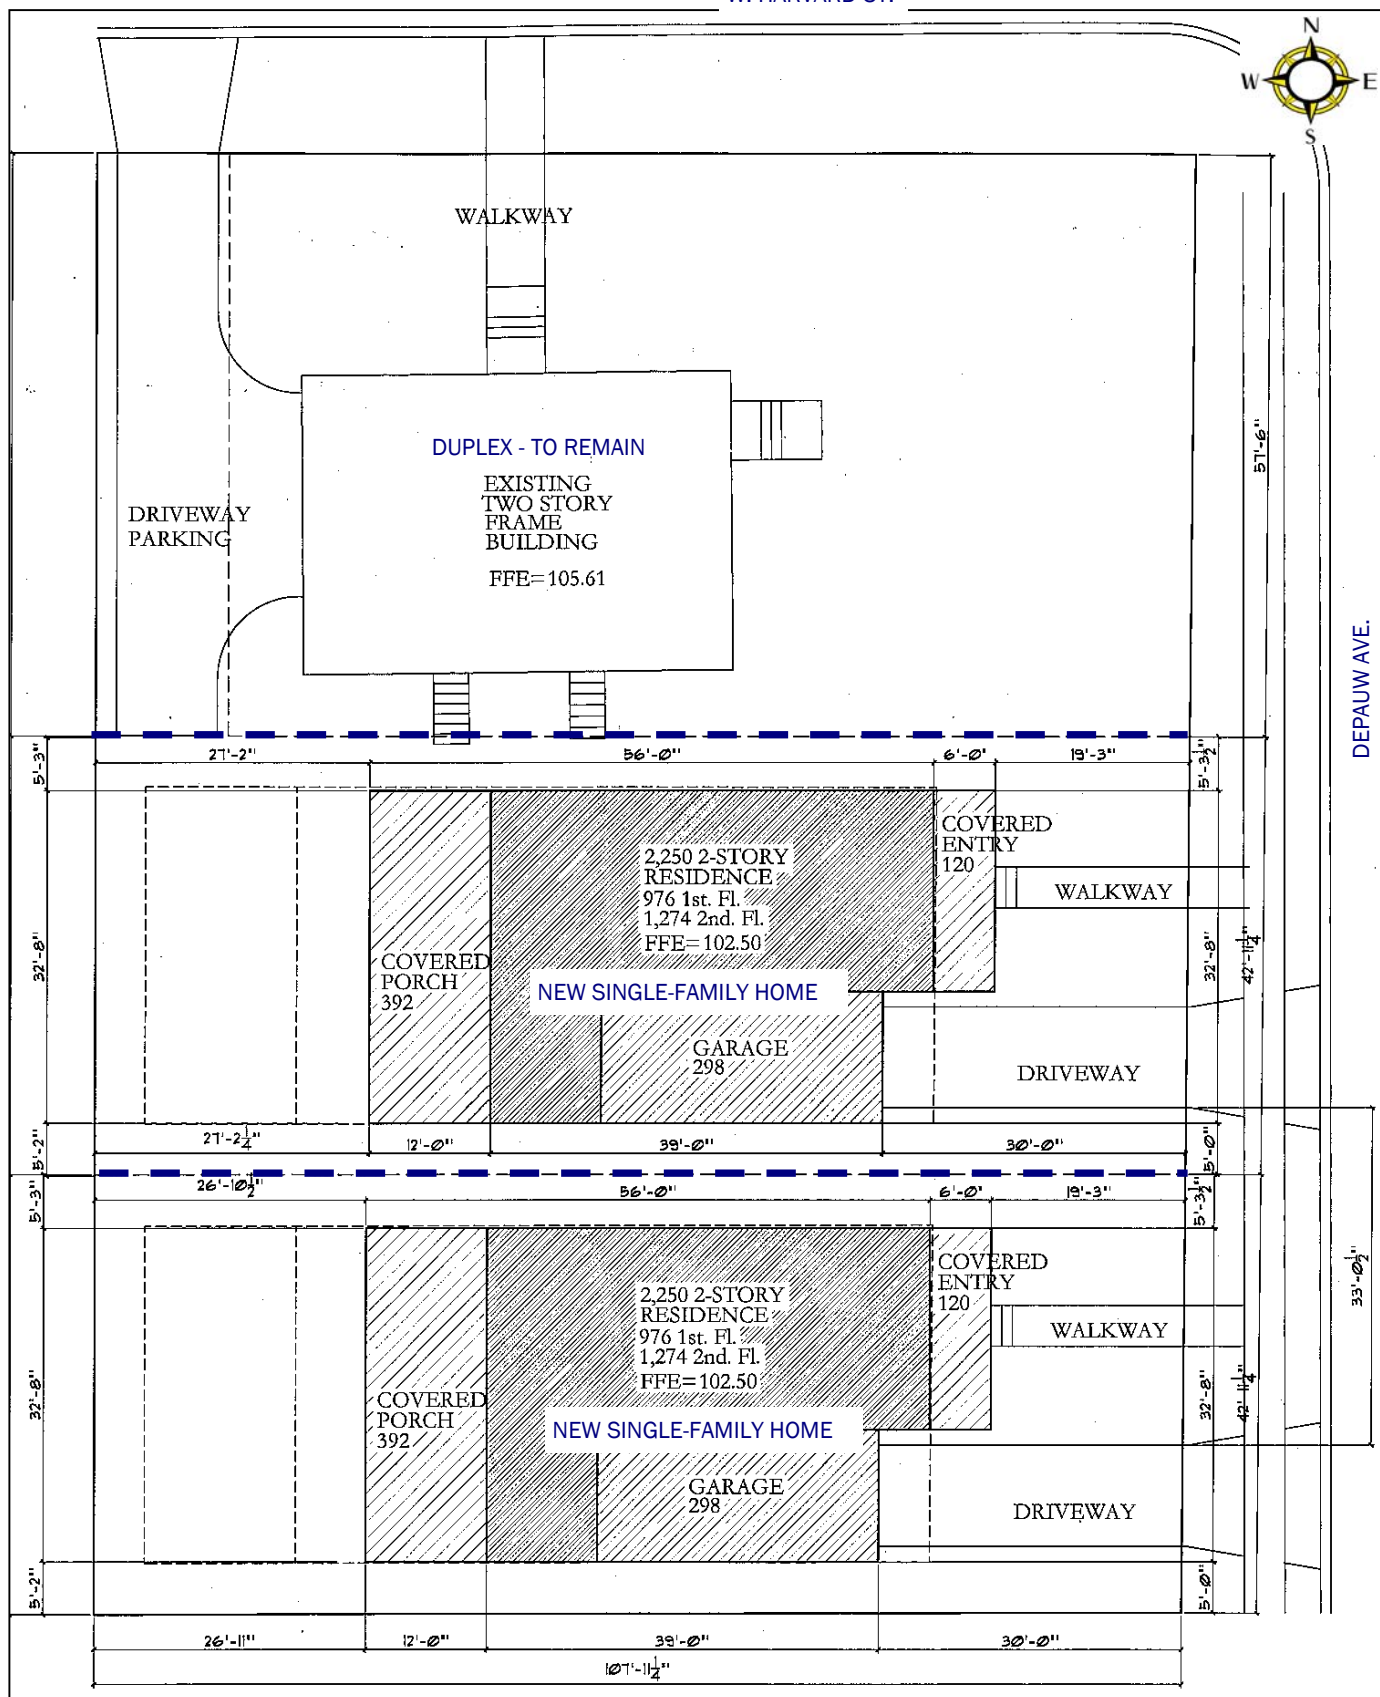 W. HARVARD ST.
N
W E
S
WALKWAY
DUPLEX - TO REMAIN
EXISTING
TWO STORY
FRAME
BUILDING
FFE=105.61
DRIVEWAY
PARKING
57'-6"
DEPAUW AVE.
5'-3"
27'-2"
56'-0"
6'-0"
19'-3"
5'-3½"
COVERED
ENTRY
120
2,250 2-STORY
RESIDENCE
976 1st. Fl.
1,274 2nd. Fl.
FFE=102.50
WALKWAY
32'-8"
COVERED
PORCH
392
NEW SINGLE-FAMILY HOME
32'-8"
42'-11¼"
GARAGE
298
DRIVEWAY
5'-2"
27'-2¼"
12'-0"
39'-0"
30'-0"
5'-0"
5'-3"
26'-10½"
56'-0"
6'-0"
19'-3"
5'-3½"
33'-0½"
COVERED
ENTRY
120
2,250 2-STORY
RESIDENCE
976 1st. Fl.
1,274 2nd. Fl.
FFE=102.50
WALKWAY
32'-8"
COVERED
PORCH
392
NEW SINGLE-FAMILY HOME
32'-8"
42'-11¼"
GARAGE
298
DRIVEWAY
5'-2"
5'-0"
26'-11"
12'-0"
39'-0"
30'-0"
107'-11¼"